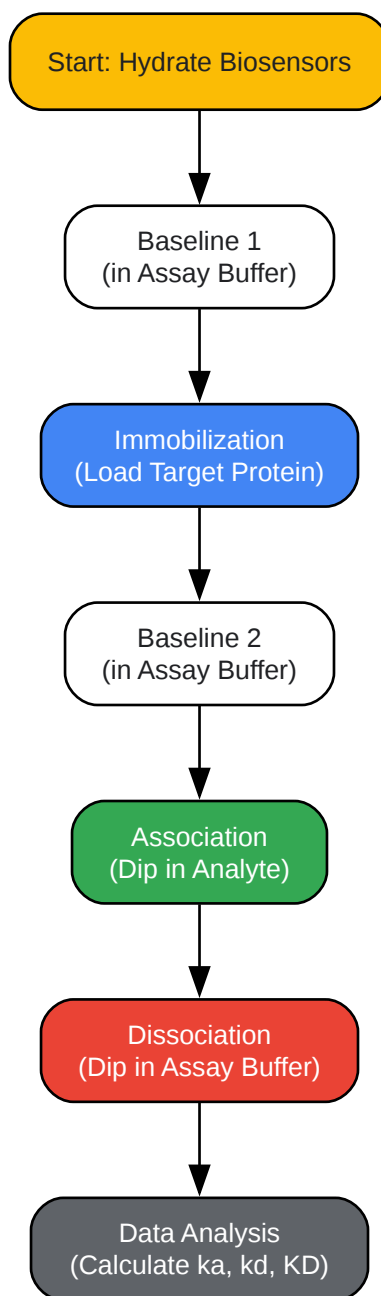 Start: Hydrate Biosensors
Baseline 1
(in Assay Buffer)
Immobilization
(Load Target Protein)
Baseline 2
(in Assay Buffer)
Association
(Dip in Analyte)
Dissociation
(Dip in Assay Buffer)
Data Analysis
(Calculate ka, kd, KD)